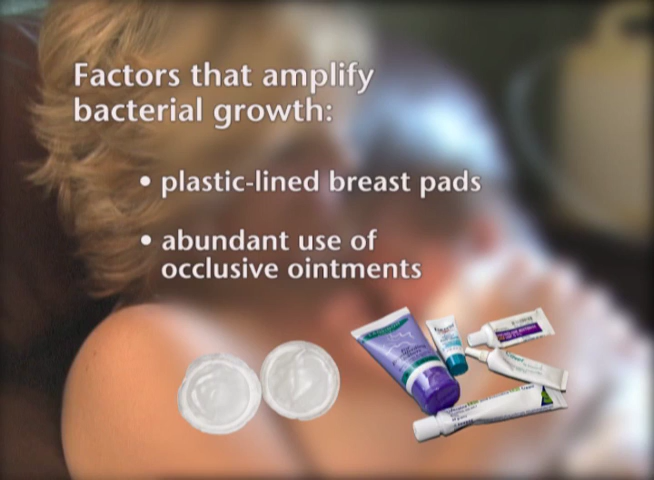 Factors that amplify
bacterial growth:
• plastic-lined breast pads
• abundant use of
occlusive ointments